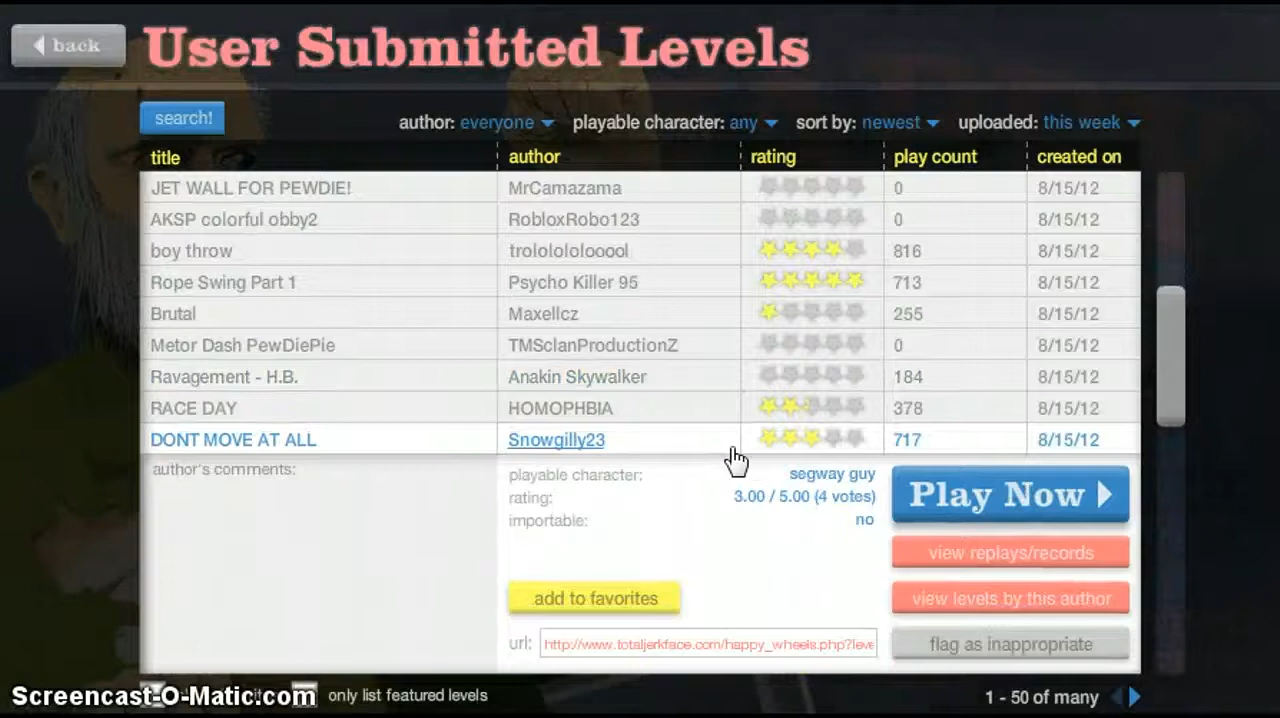 back
User Submitted Levels
search!
author: everyone playable character: any sort by: newest uploaded: this week
title author rating play count created on
JET WALL FOR PEWDIE! MrCamazama 0 8/15/12
AKSP colorful obby2 RobloxRobo123 0 8/15/12
boy throw trololololoool 816 8/15/12
Rope Swing Part 1 Psycho Killer 95 713 8/15/12
Brutal Maxellcz 255 8/15/12
Metor Dash PewDiePie TMSclanProductionZ 0 8/15/12
Ravagement - H.B. Anakin Skywalker 184 8/15/12
RACE DAY HOMOPHBIA 378 8/15/12
DONT MOVE AT ALL Snowgilly23 717 8/15/12
author's comments:
playable character: segway guy
rating: 3.00 / 5.00 (4 votes)
importable: no
Play Now
view replays/records
add to favorites
view levels by this author
url: http://www.totaljerkface.com/happy_wheels.php?leve
flag as inappropriate
Screencast-O-Matic.com
only list featured levels
1 - 50 of many